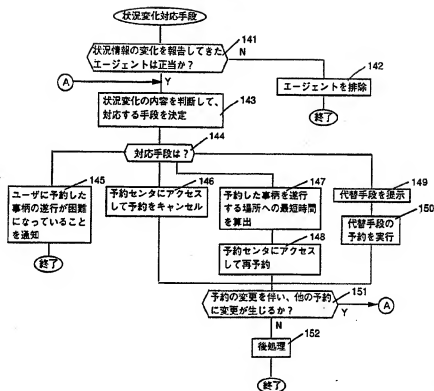 状況変化対応手段
141
状況情報の変化を報告してきた
エージェントは正当か?
N
142
A
Y
エージェントを排除
143
状況変化の内容を判断して、
対応する手段を決定
終了
144
対応手段は?
145
ユーザに予約した
事柄の遂行が困難
になっていること
を通知
終了
146
予約センタにアクセス
して予約をキャンセル
147
予約した事柄を遂行
する場所への最短時間
を算出
148
予約センタにアクセス
して再予約
149
代替手段を提示
150
代替手段の
予約を実行
151
予約の変更を伴い、他の予約
に変更が生じるか?
Y
A
N
152
後処理
終了